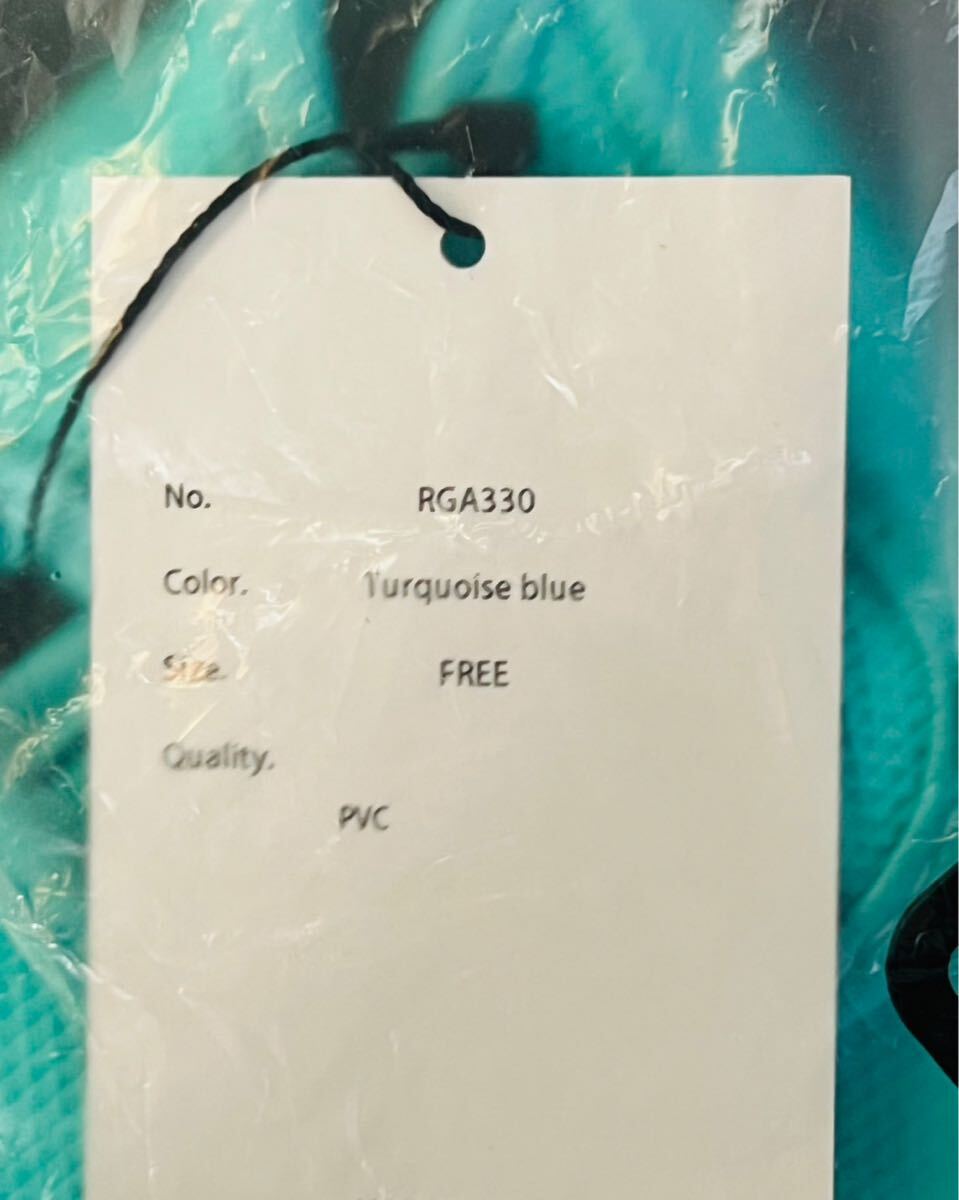 No. RGA330
Color. Turquoise blue
Size. FREE
Quality.
PVC